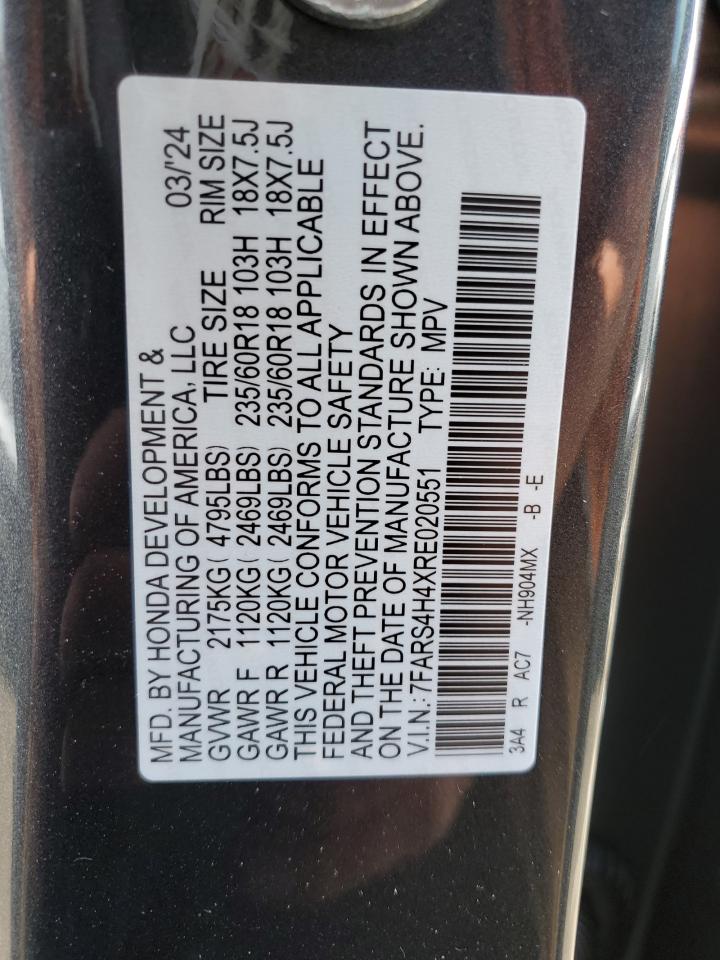 MFD. BY HONDA DEVELOPMENT &
MANUFACTURING OF AMERICA, LLC 03/'24
GVWR 2175KG( 4795LBS) TIRE SIZE RIM SIZE
GAWR F 1120KG( 2469LBS) 235/60R18 103H 18X7.5J
GAWR R 1120KG( 2469LBS) 235/60R18 103H 18X7.5J
THIS VEHICLE CONFORMS TO ALL APPLICABLE
FEDERAL MOTOR VEHICLE SAFETY
AND THEFT PREVENTION STANDARDS IN EFFECT
ON THE DATE OF MANUFACTURE SHOWN ABOVE.
V.I.N.: 7FARS4H4XRE020551 TYPE: MPV
3A4 R AC7 -NH904MX -B -E